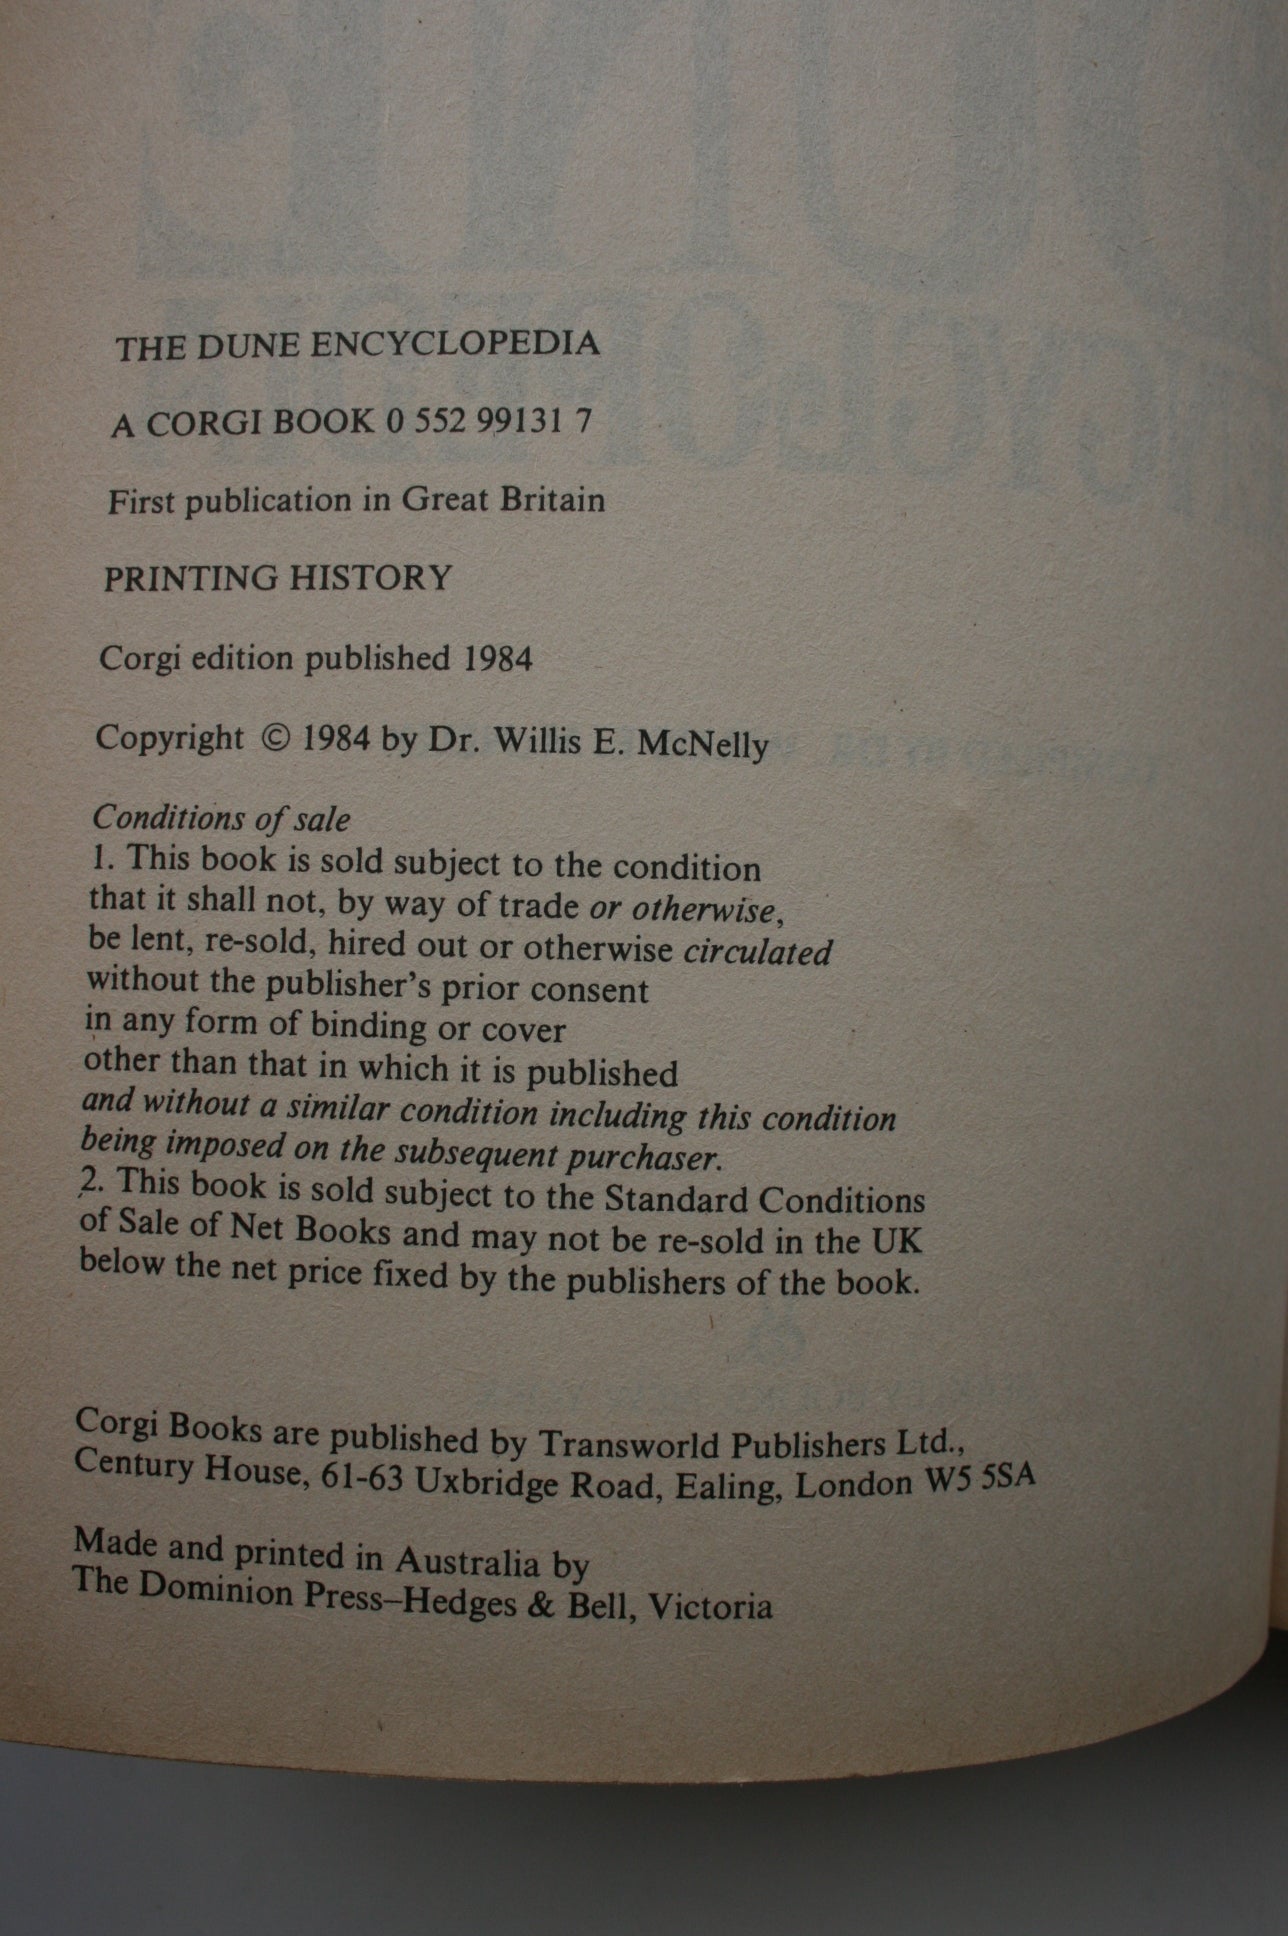 THE DUNE ENCYCLOPEDIA
A CORGI BOOK 0 552 99131 7
First publication in Great Britain
PRINTING HISTORY
Corgi edition published 1984
Copyright © 1984 by Dr. Willis E. McNelly
Conditions of sale
1. This book is sold subject to the condition
that it shall not, by way of trade or otherwise,
be lent, re-sold, hired out or otherwise circulated
without the publisher's prior consent
in any form of binding or cover
other than that in which it is published
and without a similar condition including this condition
being imposed on the subsequent purchaser.
2. This book is sold subject to the Standard Conditions
of Sale of Net Books and may not be re-sold in the UK
below the net price fixed by the publishers of the book.
Corgi Books are published by Transworld Publishers Ltd.,
Century House, 61-63 Uxbridge Road, Ealing, London W5 5SA
Made and printed in Australia by
The Dominion Press–Hedges & Bell, Victoria